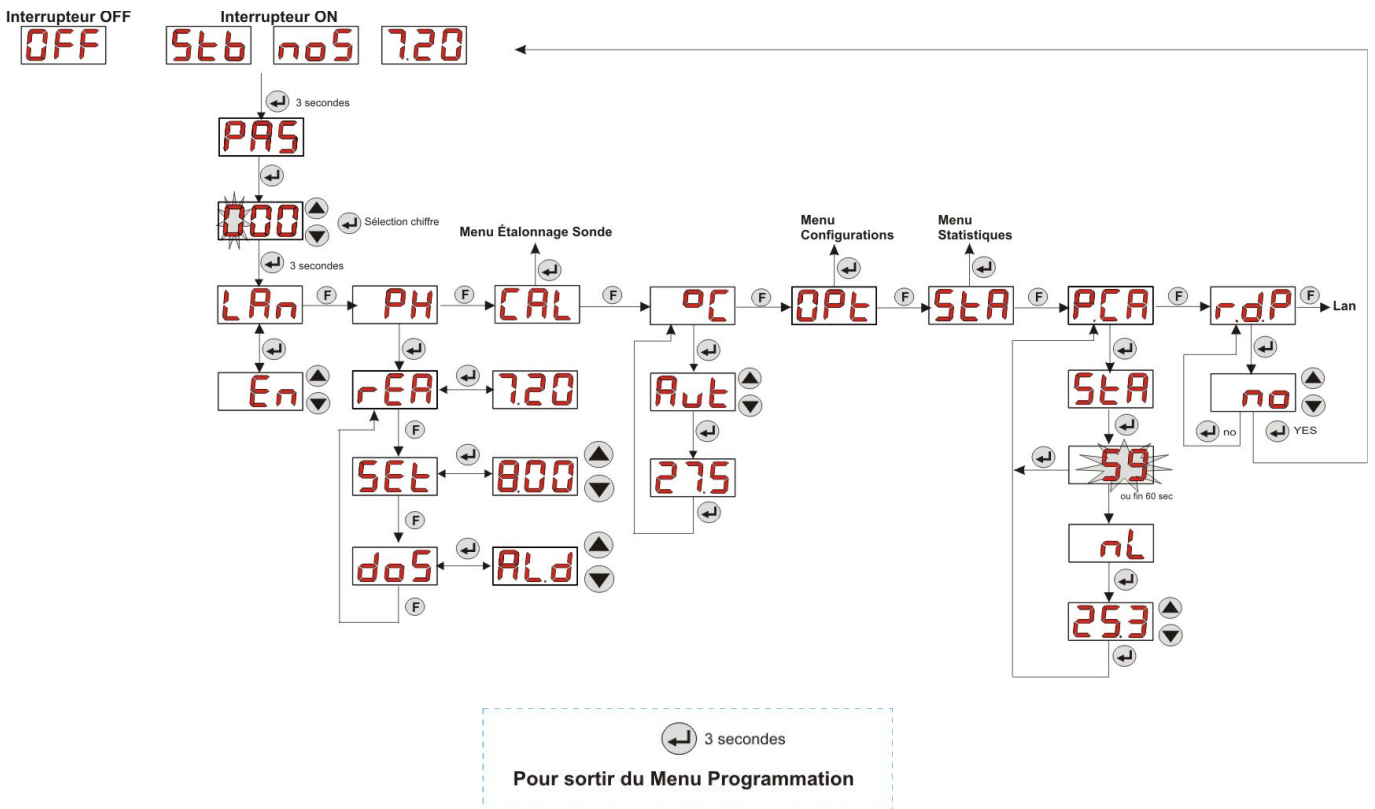 Interrupteur OFF
Interrupteur ON
OFF
Stb
noS
7.20
3 secondes
PAS
000
Sélection chiffre
3 secondes
Menu Étalonnage Sonde
Menu
Configurations
Menu
Statistiques
LAn
F
PH
F
CAL
F
°C
F
OPt
F
StA
F
P.CA
F
r.d.P
F
Lan
En
rEA
7.20
Aut
StA
no
F
no
YES
SEt
8.00
27.5
59
ou fin 60 sec
F
doS
AL.d
nL
F
25.3
3 secondes
Pour sortir du Menu Programmation